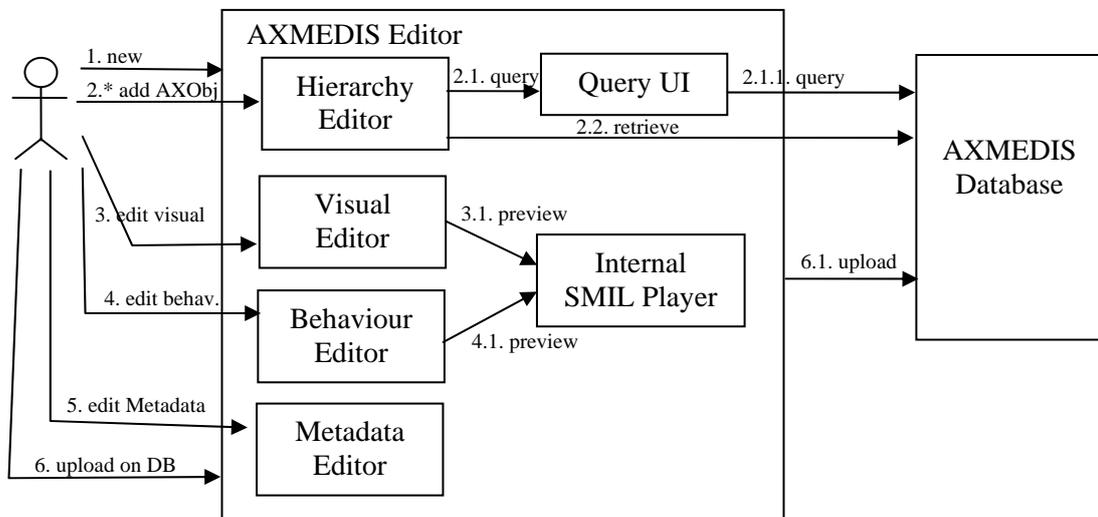 AXMEDIS Editor
1. new
2.* add AXObj
Hierarchy
Editor
2.1. query
Query UI
2.1.1. query
2.2. retrieve
AXMEDIS
Database
3. edit visual
Visual
Editor
3.1. preview
Internal
SMIL Player
6.1. upload
4. edit behav.
Behaviour
Editor
4.1. preview
5. edit Metadata
Metadata
Editor
6. upload on DB